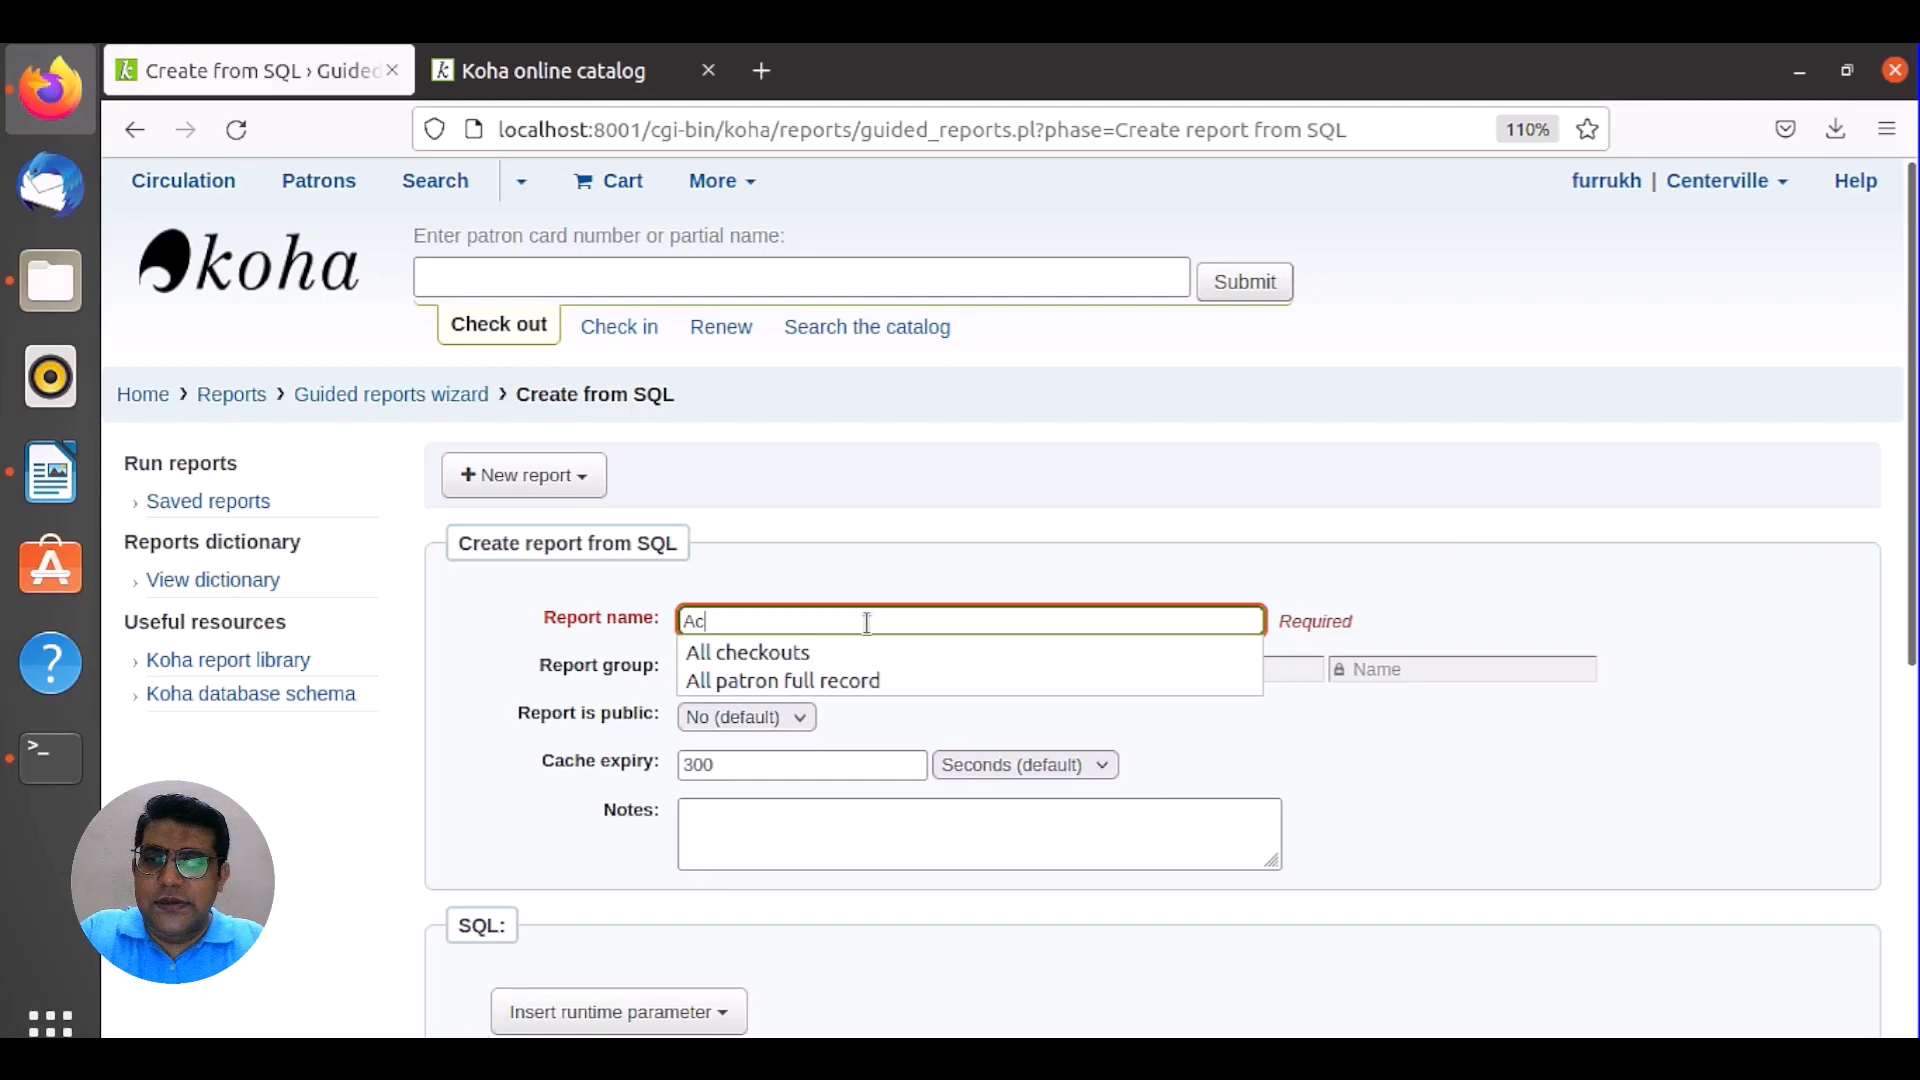 Create from SQL › Guided
Koha online catalog
localhost:8001/cgi-bin/koha/reports/guided_reports.pl?phase=Create report from SQL
110%
Circulation
Patrons
Search
Cart
More
furrukh | Centerville
Help
koha
Enter patron card number or partial name:
Submit
Check out
Check in
Renew
Search the catalog
Home › Reports › Guided reports wizard › Create from SQL
Run reports
› Saved reports
Reports dictionary
› View dictionary
Useful resources
› Koha report library
› Koha database schema
+ New report
Create report from SQL
Report name:
Ac
Required
All checkouts
All patron full record
Report group:
Name
Report is public:
No (default)
Cache expiry:
300
Seconds (default)
Notes:
SQL:
Insert runtime parameter